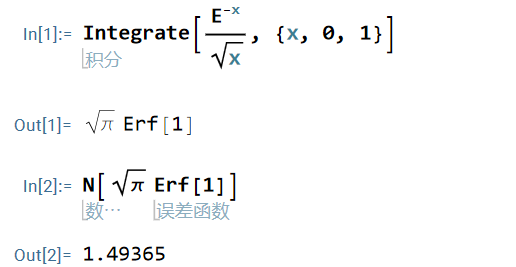 In[1]:= Integrate[E^-x/√x, {x, 0, 1}]
积分
Out[1]= √π Erf[1]
In[2]:= N[√π Erf[1]]
数… 误差函数
Out[2]= 1.49365